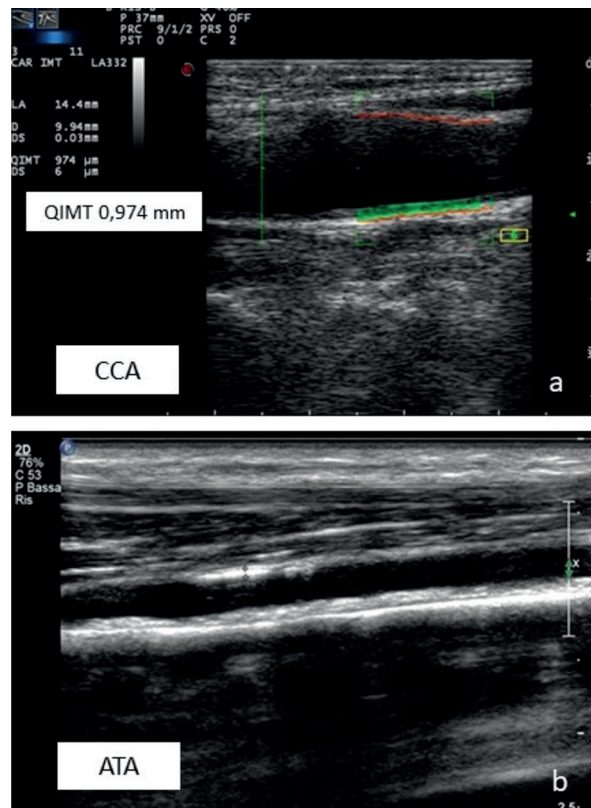 P 37mm XV OFF
PRC 9/1/2 PRS 0
PST 0 C 2
3 11
CAR IMT LA332
LA 14.4mm
D 9.94mm
DS 0.03mm
QIMT 974 µm
DS 6 µm
QIMT 0,974 mm
CCA
a
2D
76%
C 53
P Bassa
Ris
x
ATA
b